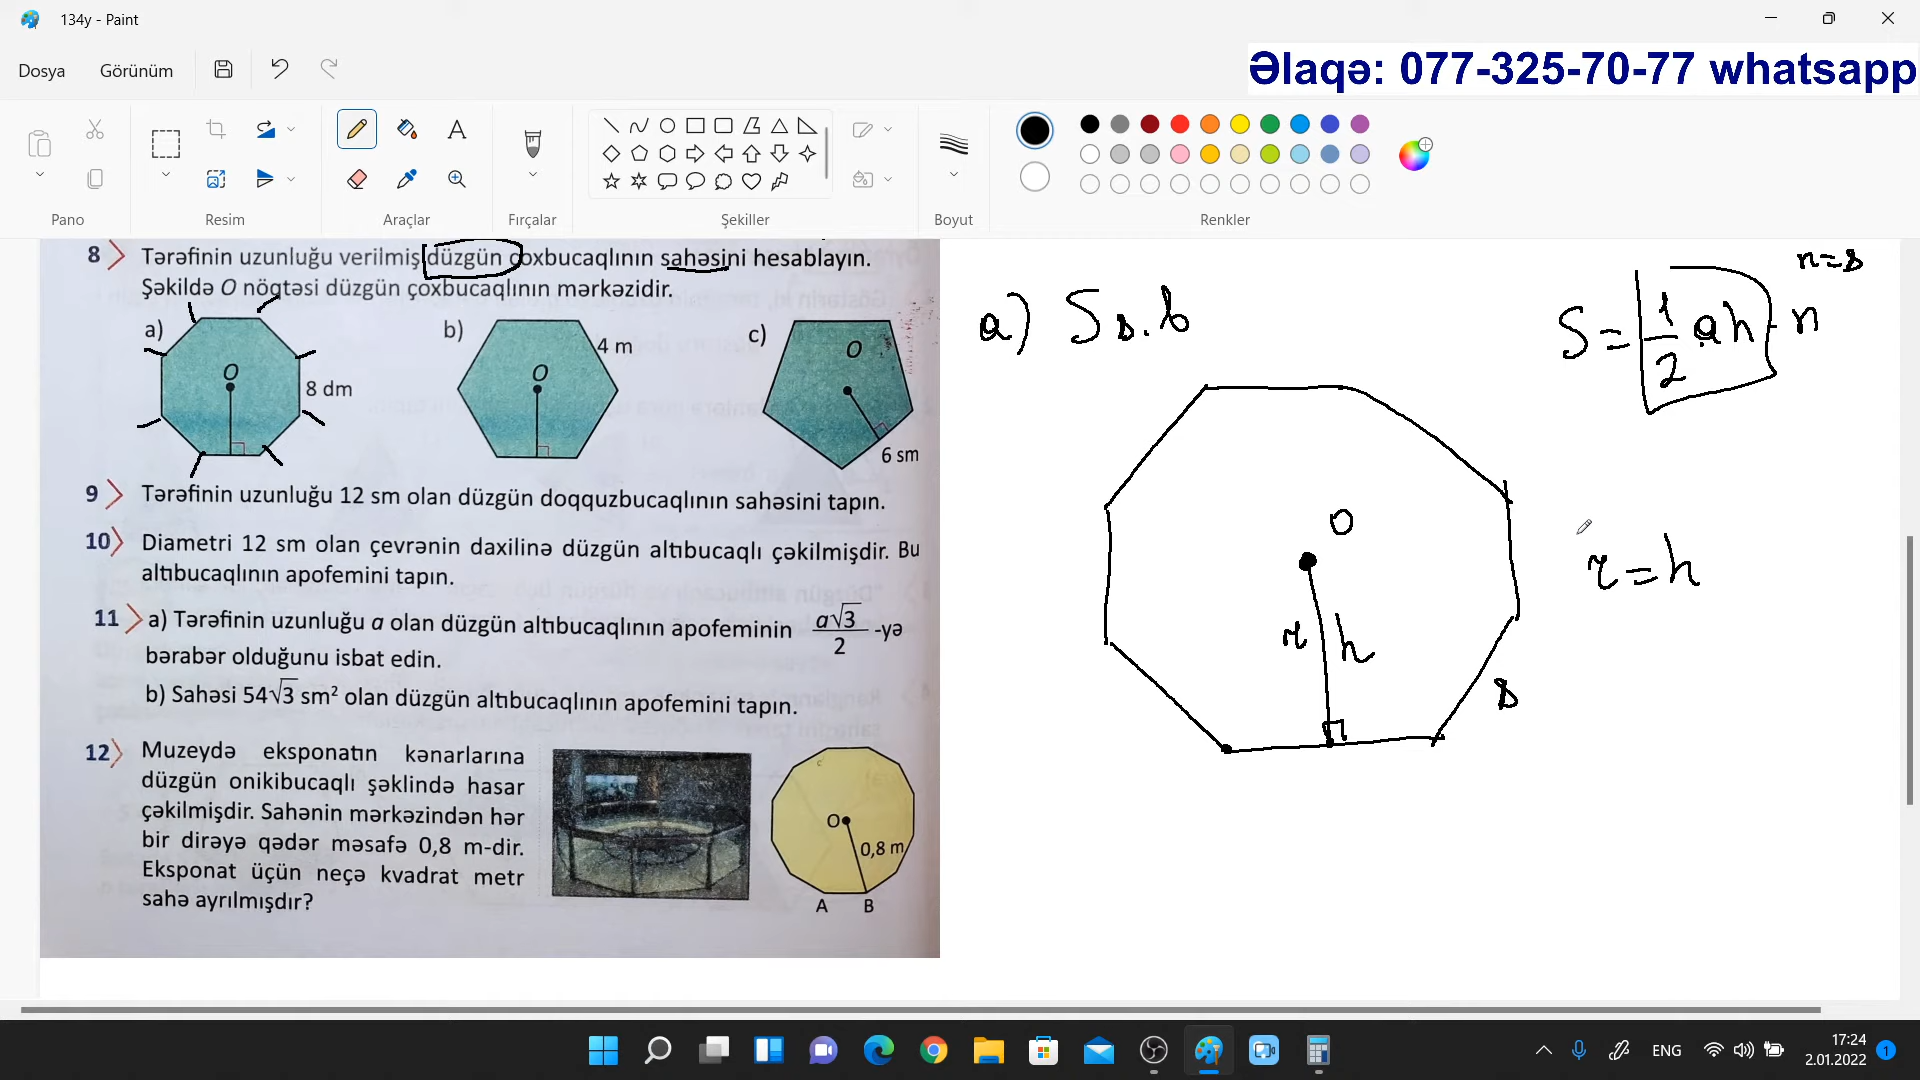 134y - Paint
Dosya
Görünüm
Əlaqə: 077-325-70-77 whatsapp
Pano
Resim
Araçlar
Fırçalar
Şekiller
Boyut
Renkler
8 Tərəfinin uzunluğu verilmiş düzgün çoxbucaqlının sahəsini hesablayın.
Şəkildə O nöqtəsi düzgün çoxbucaqlının mərkəzidir.
a) O 8 dm
b) O 4 m
c) O 6 sm
9 Tərəfinin uzunluğu 12 sm olan düzgün doqquzbucaqlının sahəsini tapın.
10 Diametri 12 sm olan çevrənin daxilinə düzgün altıbucaqlı çəkilmişdir. Bu
altıbucaqlının apofemini tapın.
11 a) Tərəfinin uzunluğu a olan düzgün altıbucaqlının apofeminin a√3/2 -yə
bərabər olduğunu isbat edin.
b) Sahəsi 54√3 sm² olan düzgün altıbucaqlının apofemini tapın.
12 Muzeydə eksponatın kənarlarına
düzgün onikibucaqlı şəklində hasar
çəkilmişdir. Sahənin mərkəzindən hər
bir dirəyə qədər məsafə 0,8 m-dir.
Eksponat üçün neçə kvadrat metr
sahə ayrılmışdır?
O
0,8 m
A B
a) S 8.b
n=8
S = 1/2 ah · n
O
r h
8
r=h
ENG
17:24
2.01.2022
1